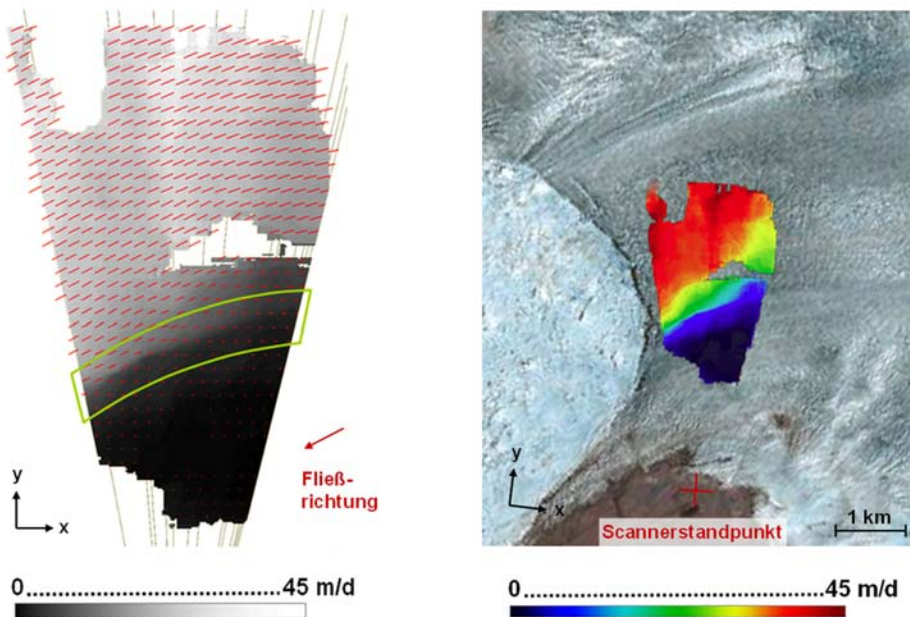 y
x
Fließ-
richtung
0..................................45 m/d
y
x
Scannerstandpunkt
1 km
0..................................45 m/d